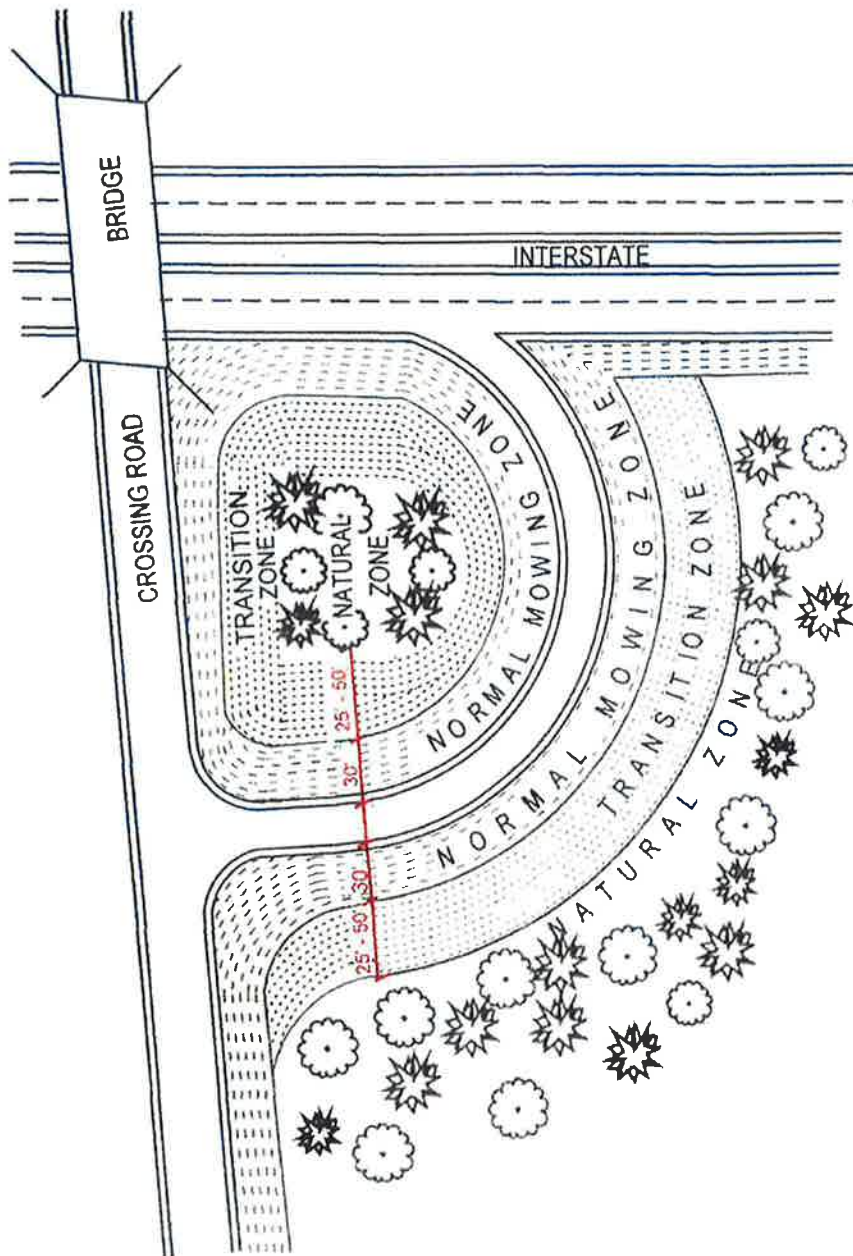 BRIDGE
INTERSTATE
CROSSING ROAD
TRANSITION
ZONE
NATURAL
ZONE
NORMAL MOWING ZONE
25' - 50'
30'
NORMAL MOWING ZONE
TRANSITION ZONE
NATURAL ZONE
30'
25' - 50'